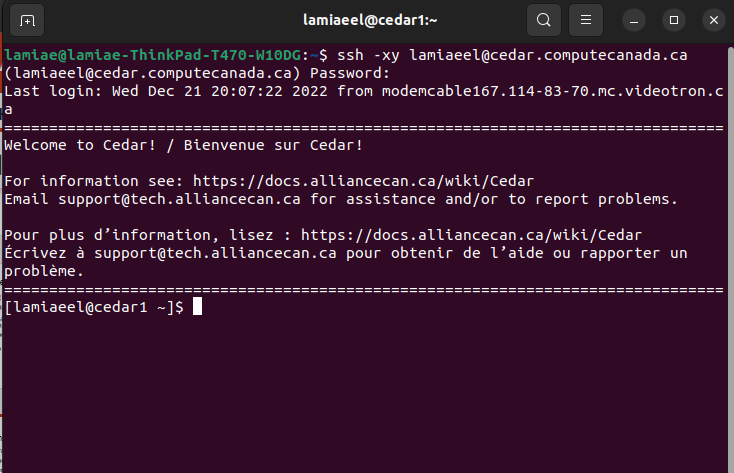 lamiaeel@cedar1:~
lamiae@lamiae-ThinkPad-T470-W10DG:~$ ssh -xy lamiaeel@cedar.computecanada.ca
(lamiaeel@cedar.computecanada.ca) Password:
Last login: Wed Dec 21 20:07:22 2022 from modemcable167.114-83-70.mc.videotron.c
a
================================================================================
Welcome to Cedar! / Bienvenue sur Cedar!
For information see: https://docs.alliancecan.ca/wiki/Cedar
Email support@tech.alliancecan.ca for assistance and/or to report problems.
Pour plus d’information, lisez : https://docs.alliancecan.ca/wiki/Cedar
Écrivez à support@tech.alliancecan.ca pour obtenir de l’aide ou rapporter un
problème.
================================================================================
[lamiaeel@cedar1 ~]$